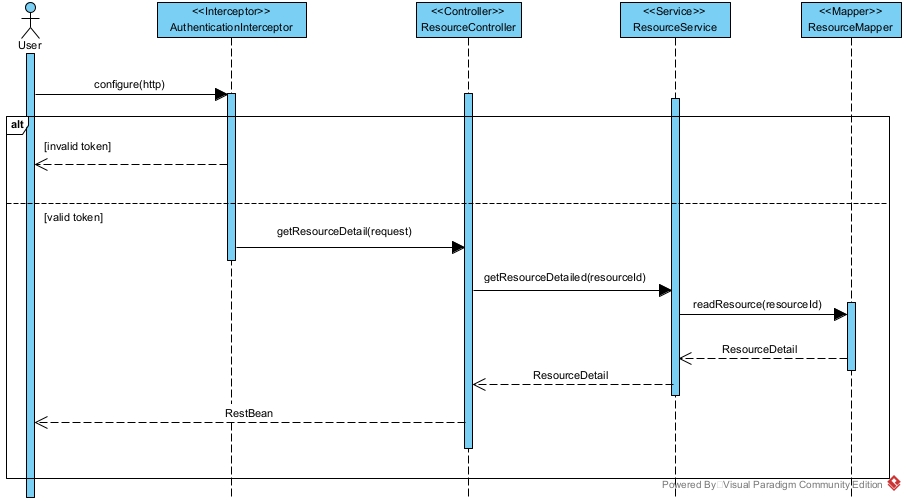 <<Interceptor>>
AuthenticationInterceptor
<<Controller>>
ResourceController
<<Service>>
ResourceService
<<Mapper>>
ResourceMapper
User
configure(http)
alt
[invalid token]
[valid token]
getResourceDetail(request)
getResourceDetailed(resourceId)
readResource(resourceId)
ResourceDetail
ResourceDetail
RestBean
Powered By Visual Paradigm Community Edition